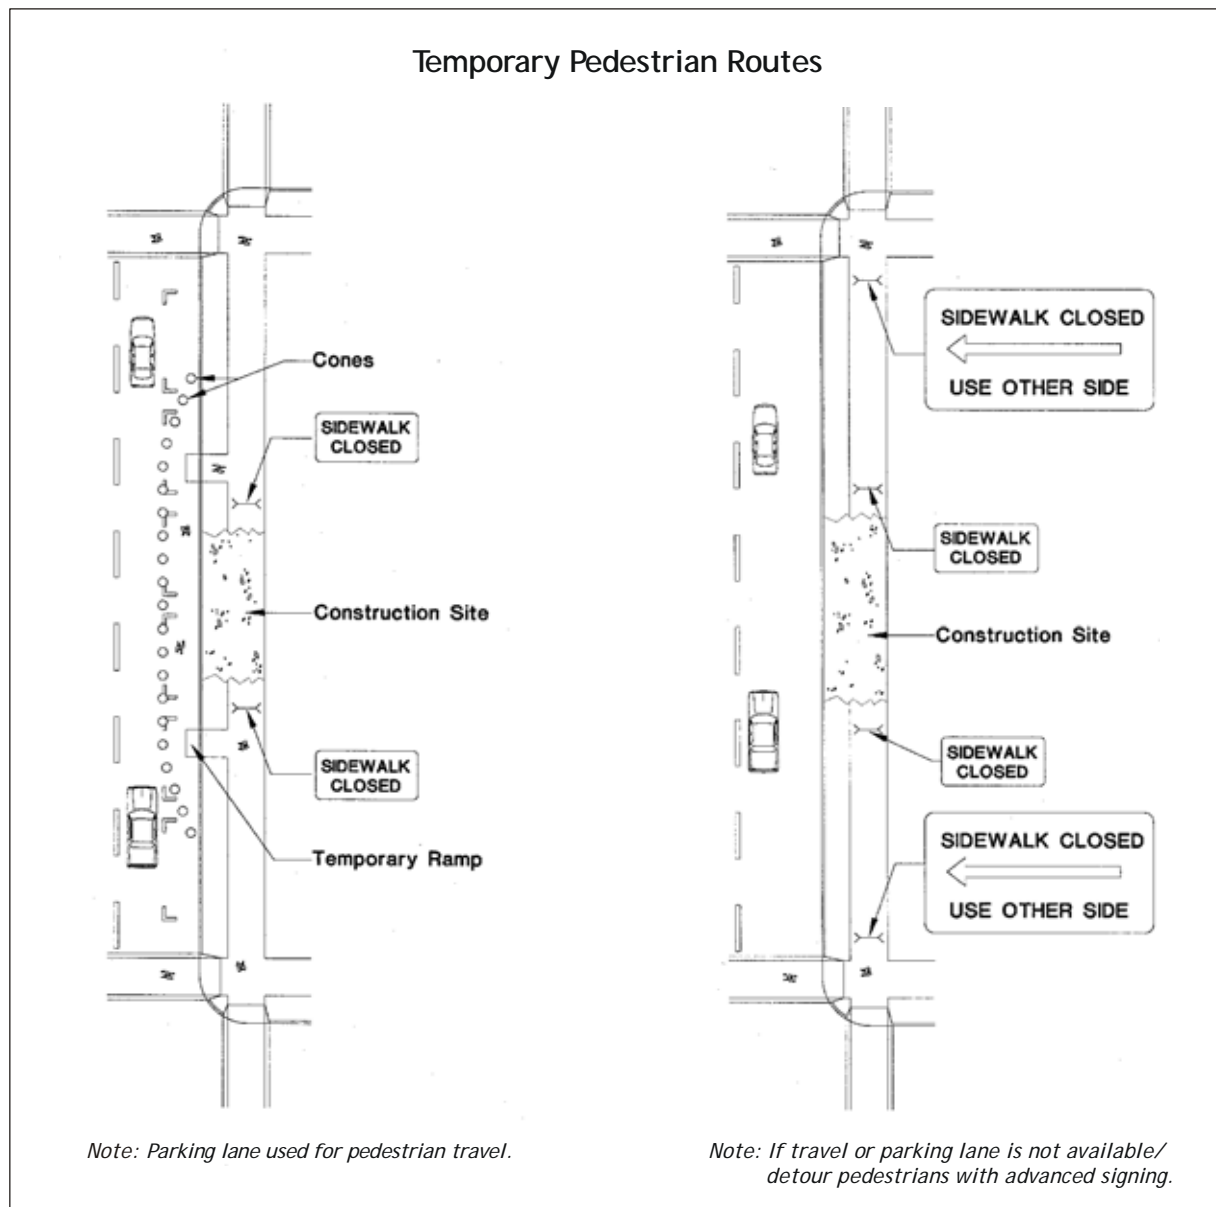 Temporary Pedestrian Routes
Cones
SIDEWALK
CLOSED
Construction Site
SIDEWALK
CLOSED
Temporary Ramp
Note: Parking lane used for pedestrian travel.
SIDEWALK CLOSED
USE OTHER SIDE
SIDEWALK
CLOSED
Construction Site
SIDEWALK
CLOSED
SIDEWALK CLOSED
USE OTHER SIDE
Note: If travel or parking lane is not available/
detour pedestrians with advanced signing.